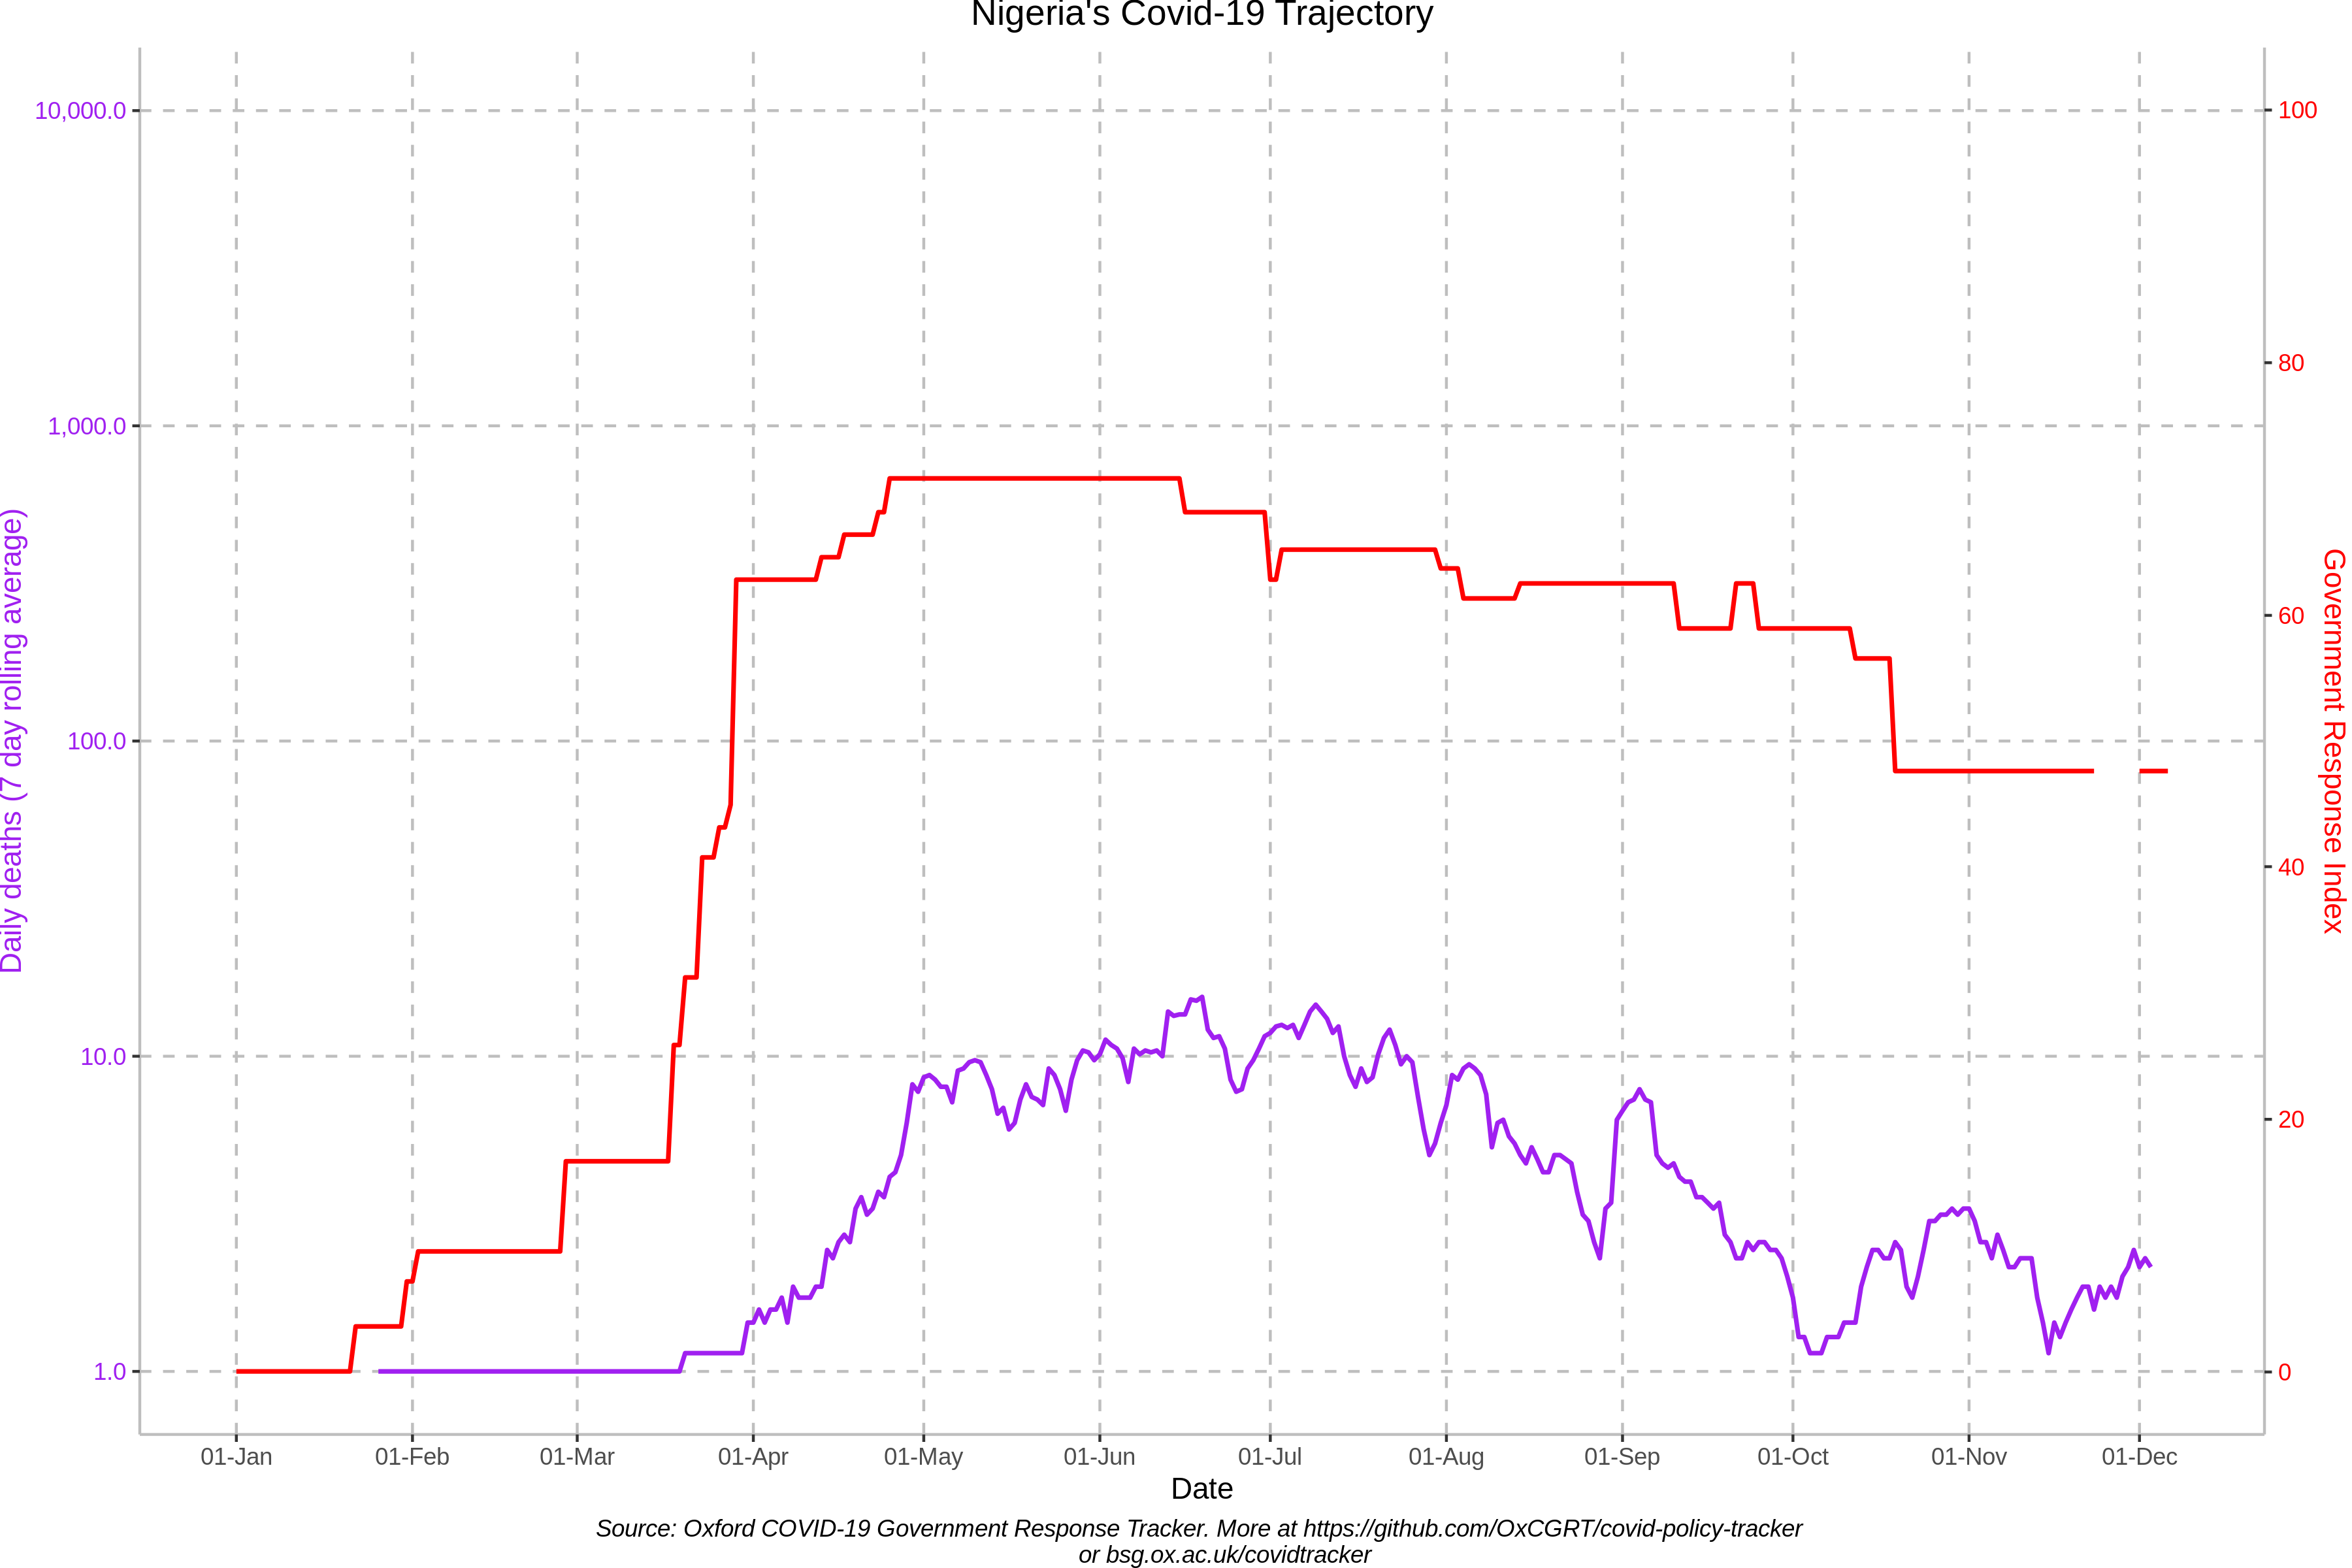 Nigeria's Covid-19 Trajectory
Daily deaths (7 day rolling average)
10,000.0
1,000.0
100.0
10.0
1.0
100
80
60
40
20
0
Government Response Index
01-Jan 01-Feb 01-Mar 01-Apr 01-May 01-Jun 01-Jul 01-Aug 01-Sep 01-Oct 01-Nov 01-Dec
Date
Source: Oxford COVID-19 Government Response Tracker. More at https://github.com/OxCGRT/covid-policy-tracker
or bsg.ox.ac.uk/covidtracker